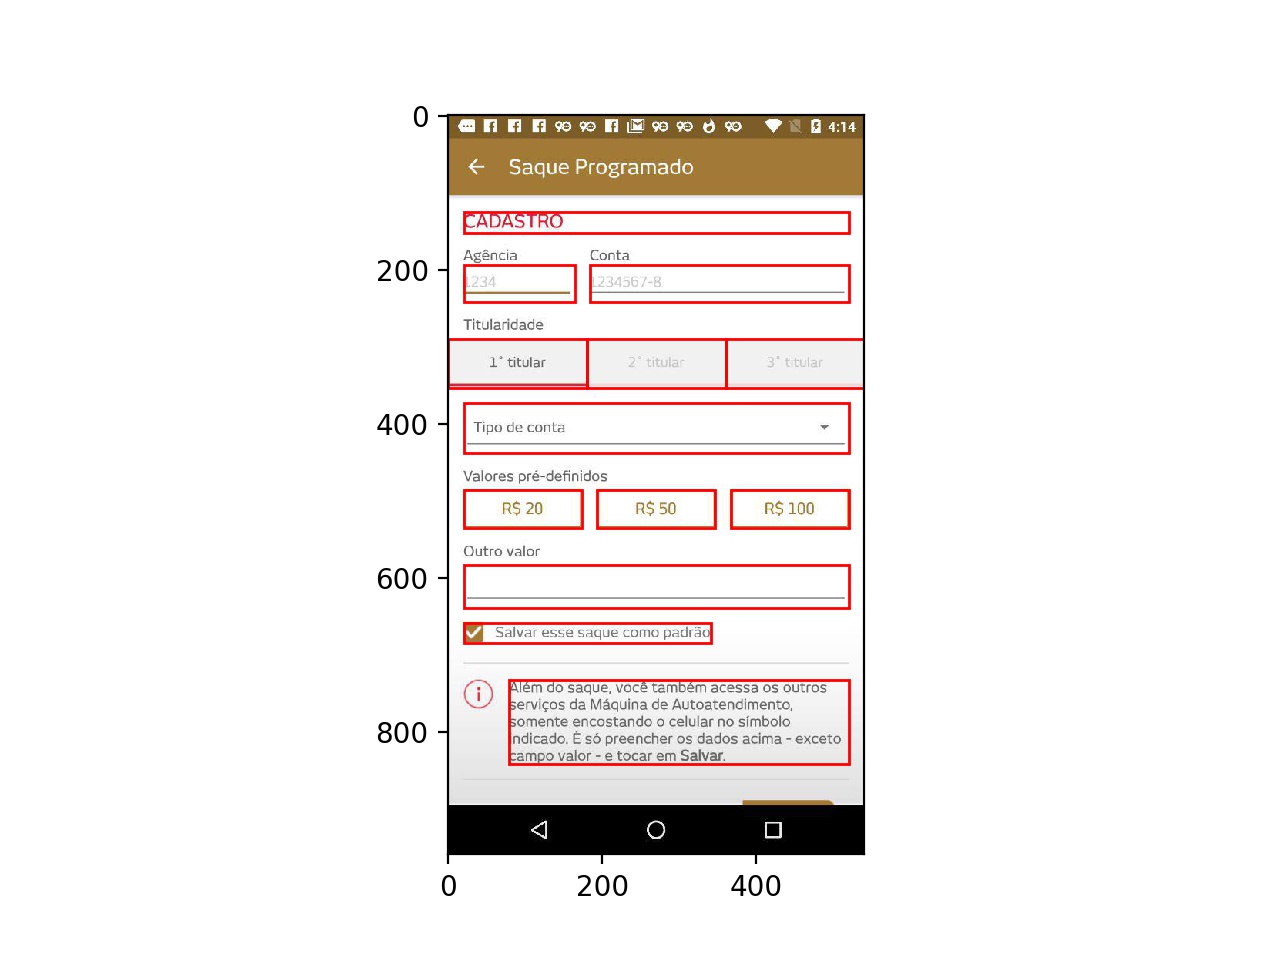 0
4:14
Saque Programado
CADASTRO
Agência Conta
1234 1234567-8
200
Titularidade
1° titular 2° titular 3° titular
400
Tipo de conta
Valores pré-definidos
R$ 20 R$ 50 R$ 100
Outro valor
600
Salvar esse saque como padrão
Além do saque, você também acessa os outros
serviços da Máquina de Autoatendimento,
somente encostando o celular no símbolo
indicado. É só preencher os dados acima - exceto
campo valor - e tocar em Salvar.
800
0 200 400